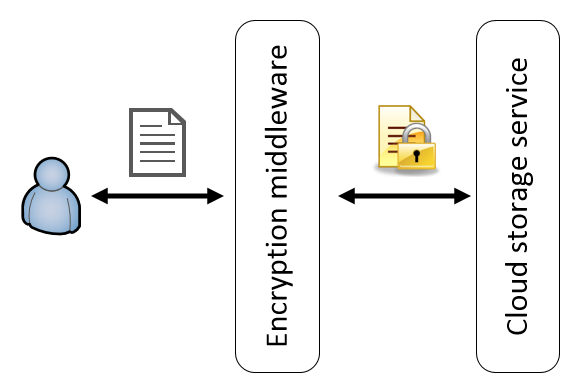 Encryption middleware
Cloud storage service